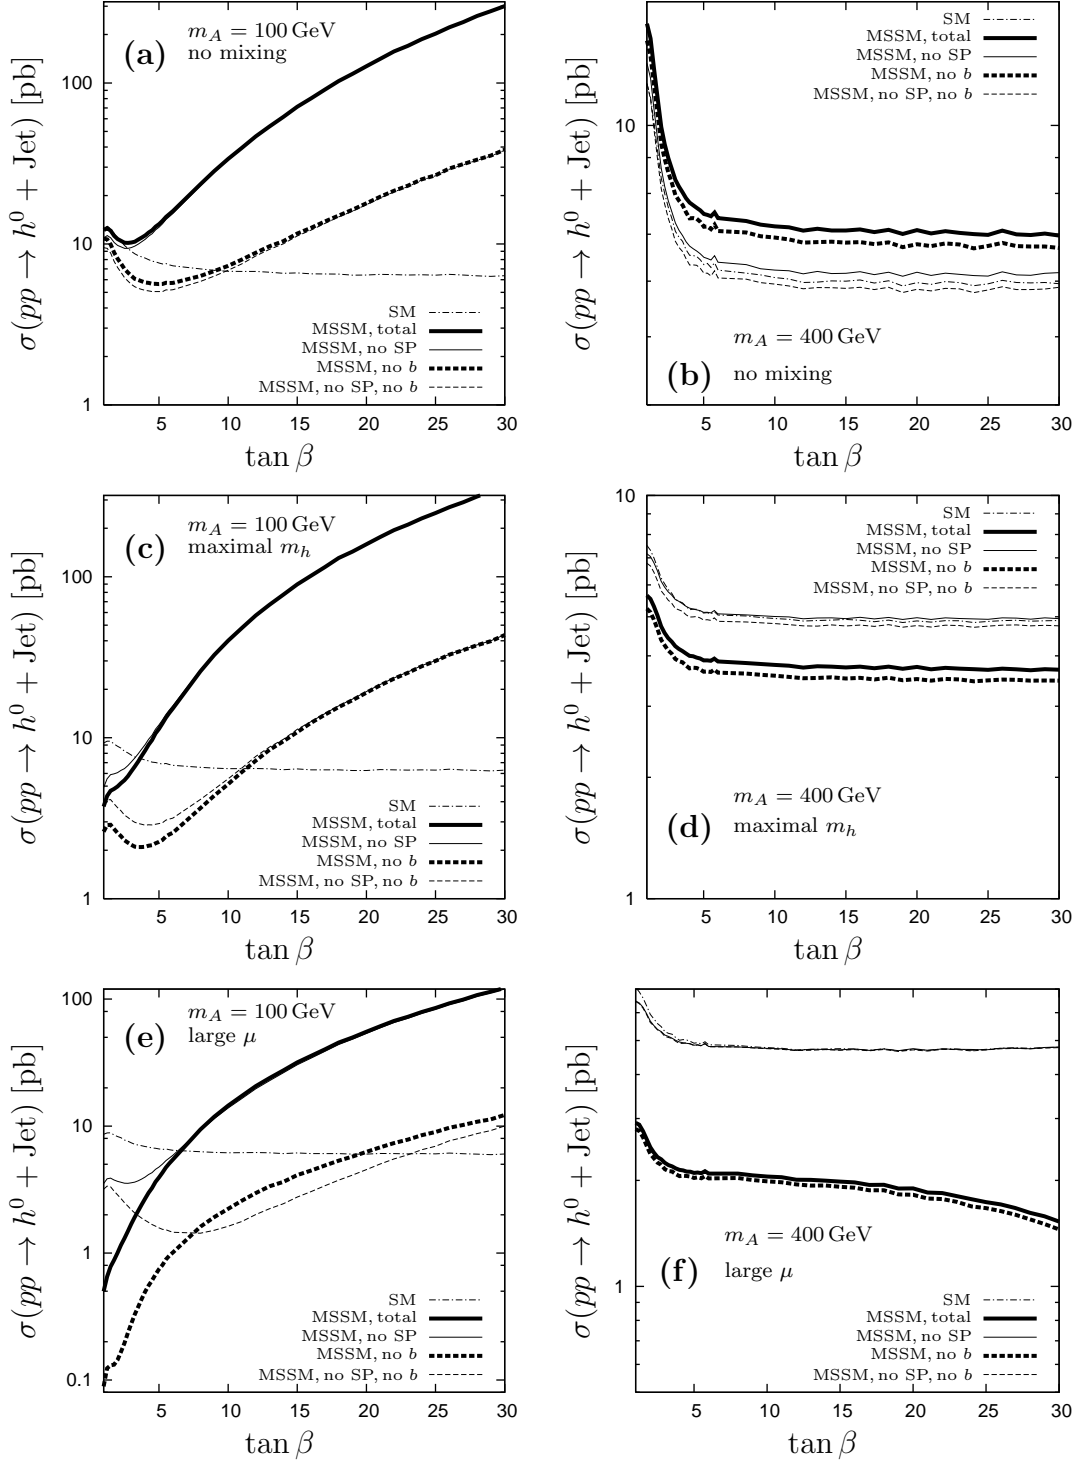 σ(pp → h⁰ + Jet) [pb]
100
10
1
(a)
m_A = 100 GeV
no mixing
SM
MSSM, total
MSSM, no SP
MSSM, no b
MSSM, no SP, no b
5 10 15 20 25 30
tan β
σ(pp → h⁰ + Jet) [pb]
10
SM
MSSM, total
MSSM, no SP
MSSM, no b
MSSM, no SP, no b
m_A = 400 GeV
(b) no mixing
5 10 15 20 25 30
tan β
σ(pp → h⁰ + Jet) [pb]
100
10
1
(c)
m_A = 100 GeV
maximal m_h
SM
MSSM, total
MSSM, no SP
MSSM, no b
MSSM, no SP, no b
5 10 15 20 25 30
tan β
σ(pp → h⁰ + Jet) [pb]
10
1
SM
MSSM, total
MSSM, no SP
MSSM, no b
MSSM, no SP, no b
m_A = 400 GeV
(d) maximal m_h
5 10 15 20 25 30
tan β
σ(pp → h⁰ + Jet) [pb]
100
10
1
0.1
(e)
m_A = 100 GeV
large μ
SM
MSSM, total
MSSM, no SP
MSSM, no b
MSSM, no SP, no b
5 10 15 20 25 30
tan β
σ(pp → h⁰ + Jet) [pb]
1
m_A = 400 GeV
(f) large μ
SM
MSSM, total
MSSM, no SP
MSSM, no b
MSSM, no SP, no b
5 10 15 20 25 30
tan β